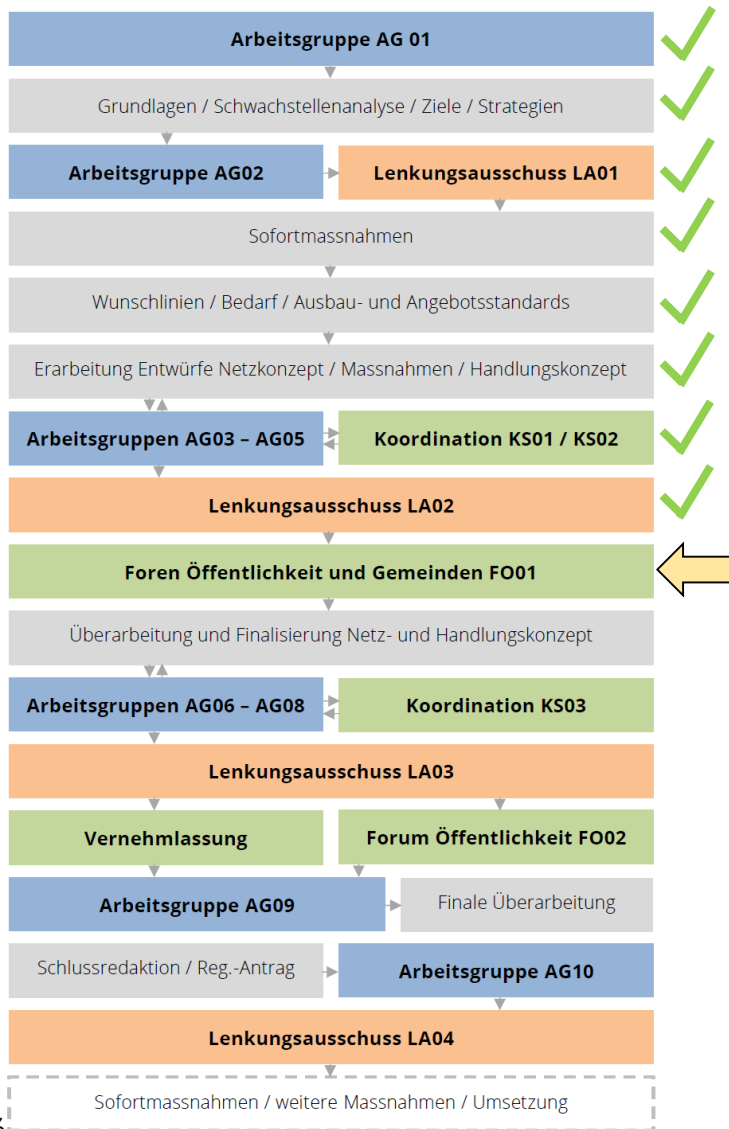 Arbeitsgruppe AG 01
Grundlagen / Schwachstellenanalyse / Ziele / Strategien
Arbeitsgruppe AG02
Lenkungsausschuss LA01
Sofortmassnahmen
Wunschlinien / Bedarf / Ausbau- und Angebotsstandards
Erarbeitung Entwürfe Netzkonzept / Massnahmen / Handlungskonzept
Arbeitsgruppen AG03 – AG05
Koordination KS01 / KS02
Lenkungsausschuss LA02
Foren Öffentlichkeit und Gemeinden FO01
Überarbeitung und Finalisierung Netz- und Handlungskonzept
Arbeitsgruppen AG06 – AG08
Koordination KS03
Lenkungsausschuss LA03
Vernehmlassung
Forum Öffentlichkeit FO02
Arbeitsgruppe AG09
Finale Überarbeitung
Schlussredaktion / Reg.-Antrag
Arbeitsgruppe AG10
Lenkungsausschuss LA04
Sofortmassnahmen / weitere Massnahmen / Umsetzung